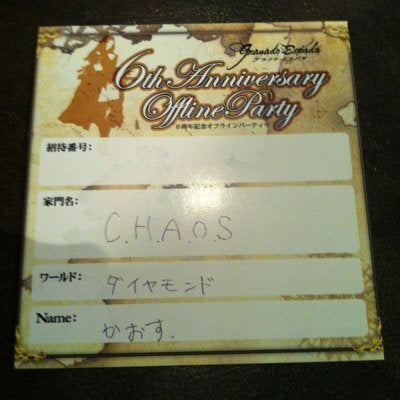 Granado Espada
グラナド・エスパダ
6th Anniversary
Offline Party
6周年記念オフラインパーティー
招待番号:
家門名:
C.H.A.O.S
ワールド:
ダイヤモンド
Name:
かおす.